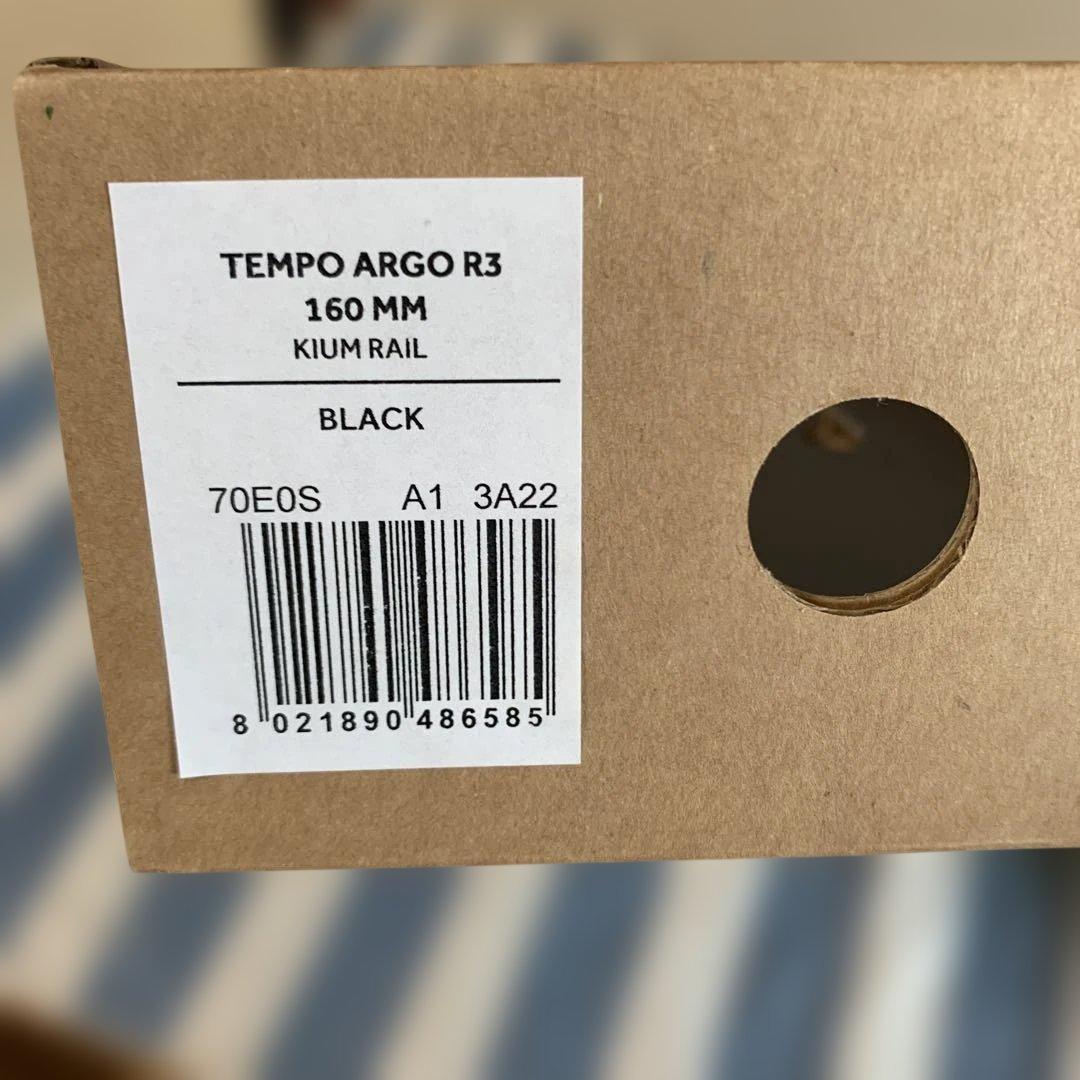 TEMPO ARGO R3
160 MM
KIUM RAIL
BLACK
70E0S A1 3A22
8 021890 486585